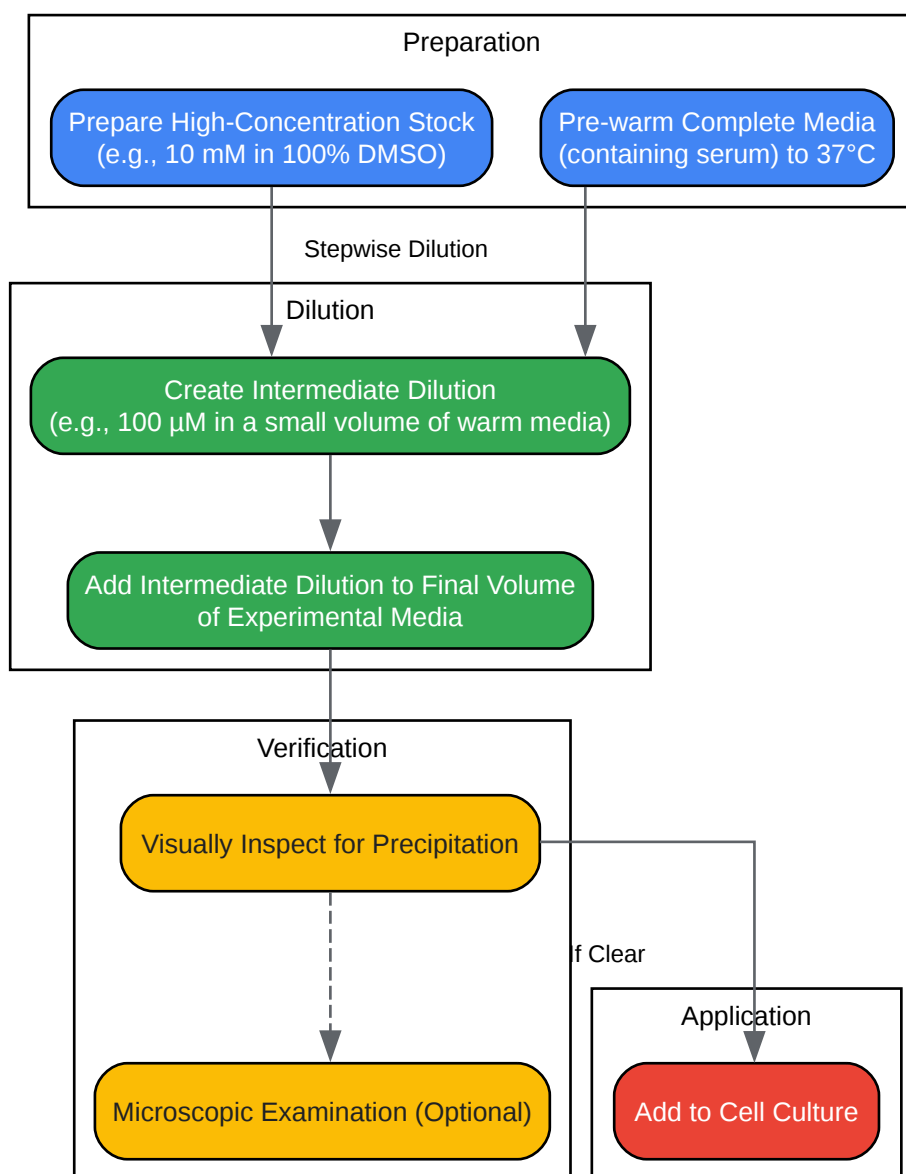 Preparation
Prepare High-Concentration Stock
(e.g., 10 mM in 100% DMSO)
Pre-warm Complete Media
(containing serum) to 37°C
Stepwise Dilution
Dilution
Create Intermediate Dilution
(e.g., 100 µM in a small volume of warm media)
Add Intermediate Dilution to Final Volume
of Experimental Media
Verification
Visually Inspect for Precipitation
If Clear
Application
Microscopic Examination (Optional)
Add to Cell Culture